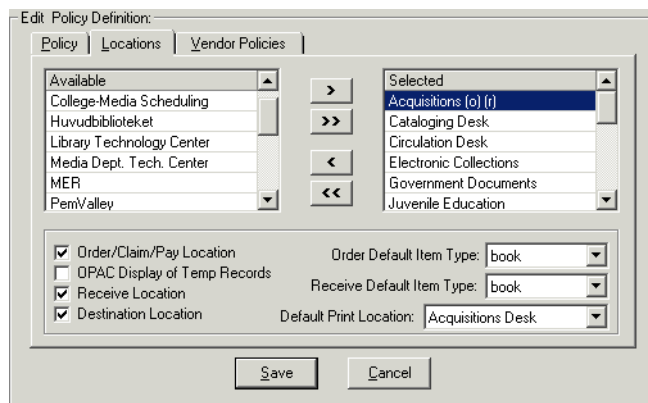 Edit Policy Definition:
Policy Locations Vendor Policies
Available
College-Media Scheduling
Huvudbiblioteket
Library Technology Center
Media Dept. Tech. Center
MER
PemValley
>
>>
<
<<
Selected
Acquisitions (o) (r)
Cataloging Desk
Circulation Desk
Electronic Collections
Government Documents
Juvenile Education
Order/Claim/Pay Location
OPAC Display of Temp Records
Receive Location
Destination Location
Order Default Item Type: book
Receive Default Item Type: book
Default Print Location: Acquisitions Desk
Save Cancel